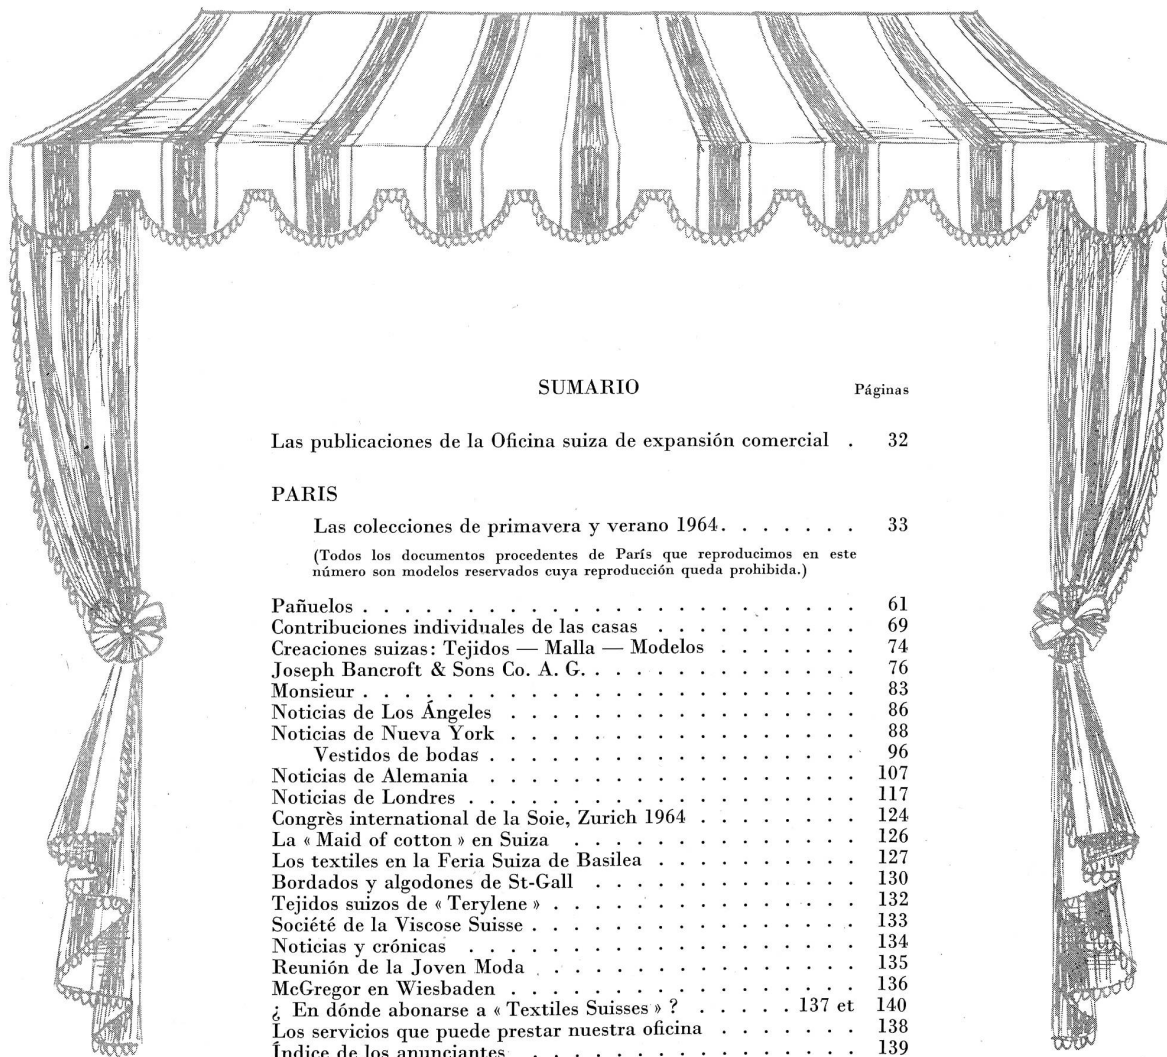 SUMARIO Páginas
Las publicaciones de la Oficina suiza de expansión comercial . 32
PARIS
Las colecciones de primavera y verano 1964. . . . . . . 33
(Todos los documentos procedentes de París que reproducimos en este
número son modelos reservados cuya reproducción queda prohibida.)
Pañuelos . . . . . . . . . . . . . . . . . . . . . . . . 61
Contribuciones individuales de las casas . . . . . . . . . . 69
Creaciones suizas: Tejidos — Malla — Modelos . . . . . . . 74
Joseph Bancroft & Sons Co. A. G. . . . . . . . . . . . . . 76
Monsieur . . . . . . . . . . . . . . . . . . . . . . . . 83
Noticias de Los Ángeles . . . . . . . . . . . . . . . . . 86
Noticias de Nueva York . . . . . . . . . . . . . . . . . 88
Vestidos de bodas . . . . . . . . . . . . . . . . . . 96
Noticias de Alemania . . . . . . . . . . . . . . . . . . 107
Noticias de Londres . . . . . . . . . . . . . . . . . . . 117
Congrès international de la Soie, Zurich 1964 . . . . . . . . 124
La « Maid of cotton » en Suiza . . . . . . . . . . . . . . 126
Los textiles en la Feria Suiza de Basilea . . . . . . . . . . 127
Bordados y algodones de St-Gall . . . . . . . . . . . . . 130
Tejidos suizos de « Terylene » . . . . . . . . . . . . . . . 132
Société de la Viscose Suisse . . . . . . . . . . . . . . . . 133
Noticias y crónicas . . . . . . . . . . . . . . . . . . . 134
Reunión de la Joven Moda . . . . . . . . . . . . . . . . 135
McGregor en Wiesbaden . . . . . . . . . . . . . . . . . 136
¿ En dónde abonarse a « Textiles Suisses » ? . . . . . 137 et 140
Los servicios que puede prestar nuestra oficina . . . . . . . 138
Índice de los anunciantes . . . . . . . . . . . . . . . . 139